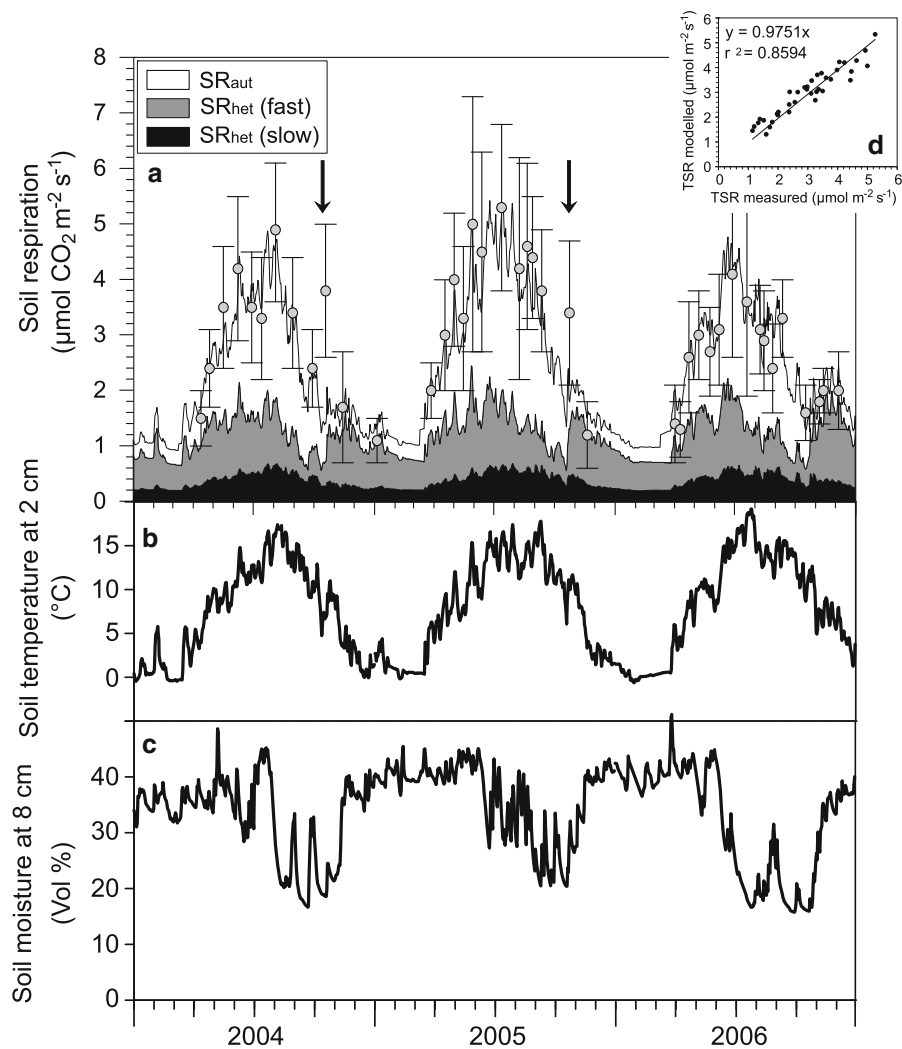 a
SRaut
SRhet (fast)
SRhet (slow)
Soil respiration
(µmol CO2 m-2 s-1)
8
7
6
5
4
3
2
1
0
d
y = 0.9751x
r 2= 0.8594
TSR modelled (µmol m-2 s-1)
6
5
4
3
2
1
0
0 1 2 3 4 5 6
TSR measured (µmol m-2 s-1)
b
Soil temperature at 2 cm
(°C)
15
10
5
0
c
Soil moisture at 8 cm
(Vol %)
40
30
20
10
0
2004 2005 2006